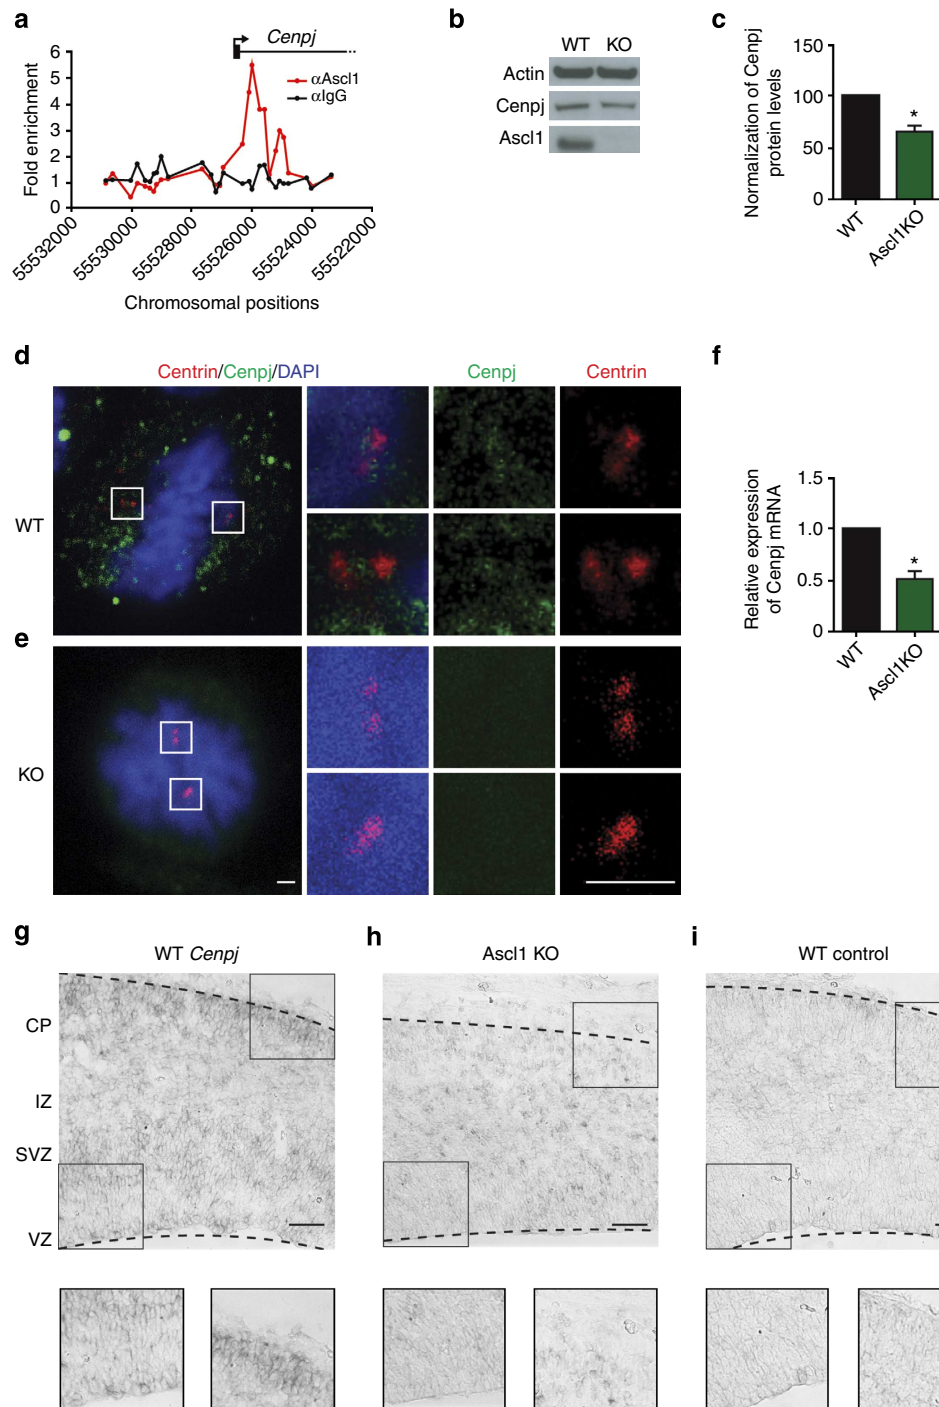 a
Cenpj
Fold enrichment
6
5
4
3
2
1
0
αAscl1
αIgG
55532000
55530000
55528000
55526000
55524000
55522000
Chromosomal positions
b
WT KO
Actin
Cenpj
Ascl1
c
Normalization of Cenpj
protein levels
150
100
50
0
*
WT
Ascl1KO
d
Centrin/Cenpj/DAPI
Cenpj
Centrin
WT
e
KO
f
Relative expression
of Cenpj mRNA
1.5
1.0
0.5
0
*
WT
Ascl1KO
g
WT Cenpj
CP
IZ
SVZ
VZ
h
Ascl1 KO
i
WT control